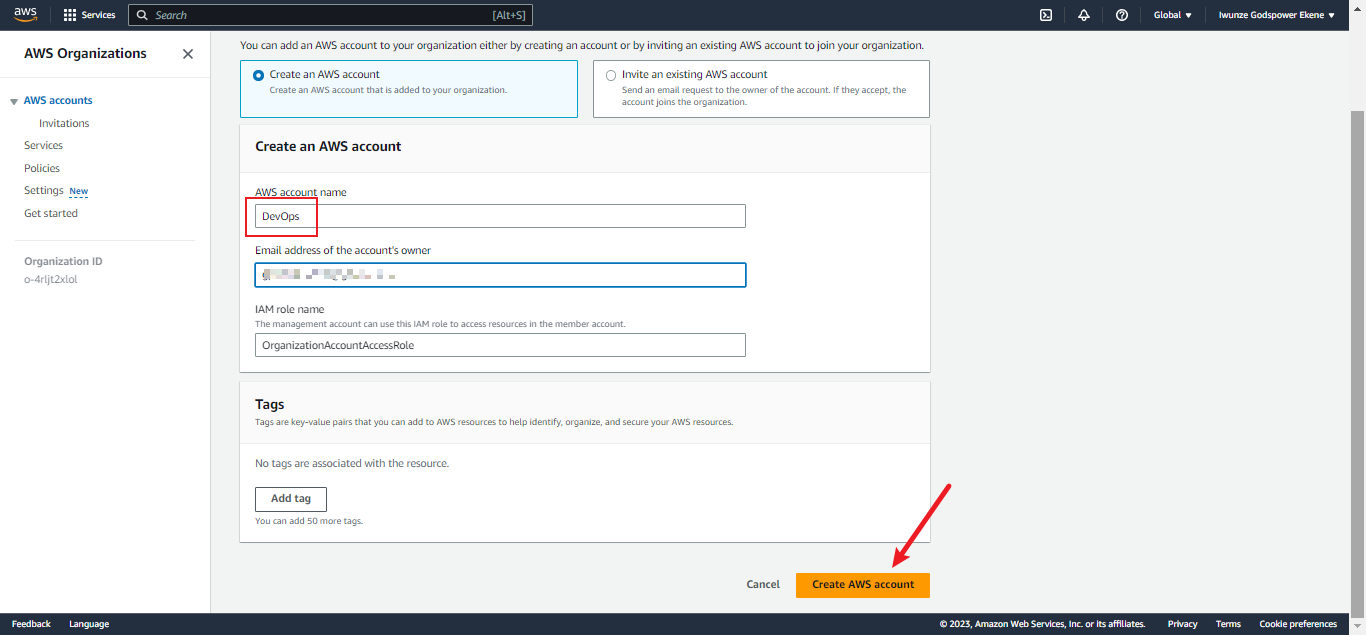 aws
Services
Search
[Alt+S]
Global ▼
Iwunze Godspower Ekene ▼
AWS Organizations
AWS accounts
Invitations
Services
Policies
Settings New
Get started
Organization ID
o-4rljt2xlol
You can add an AWS account to your organization either by creating an account or by inviting an existing AWS account to join your organization.
Create an AWS account
Create an AWS account that is added to your organization.
Invite an existing AWS account
Send an email request to the owner of the account. If they accept, the
account joins the organization.
Create an AWS account
AWS account name
DevOps
Email address of the account's owner
IAM role name
The management account can use this IAM role to access resources in the member account.
OrganizationAccountAccessRole
Tags
Tags are key-value pairs that you can add to AWS resources to help identify, organize, and secure your AWS resources.
No tags are associated with the resource.
Add tag
You can add 50 more tags.
Cancel
Create AWS account
Feedback
Language
© 2023, Amazon Web Services, Inc. or its affiliates.
Privacy
Terms
Cookie preferences